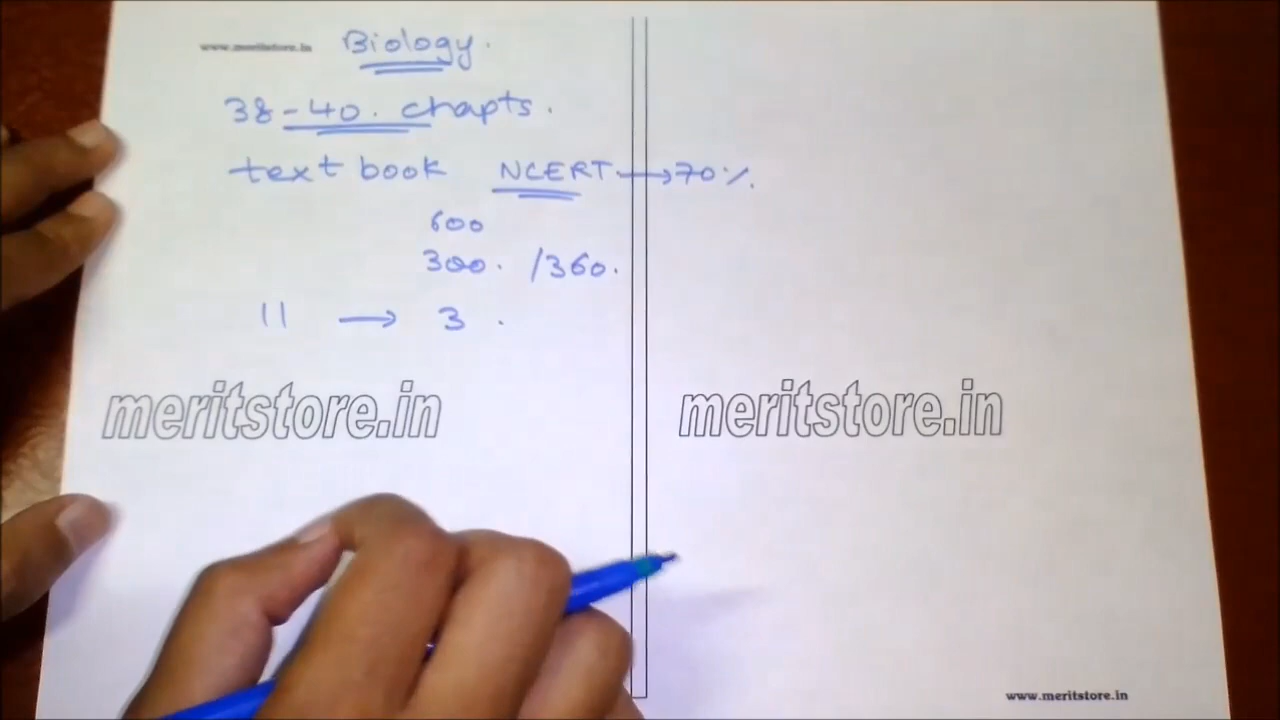 www.meritstore.in Biology.
38-40. chapts.
text book NCERT → 70%.
600
300. /360.
11 → 3.
meritstore.in meritstore.in
www.meritstore.in